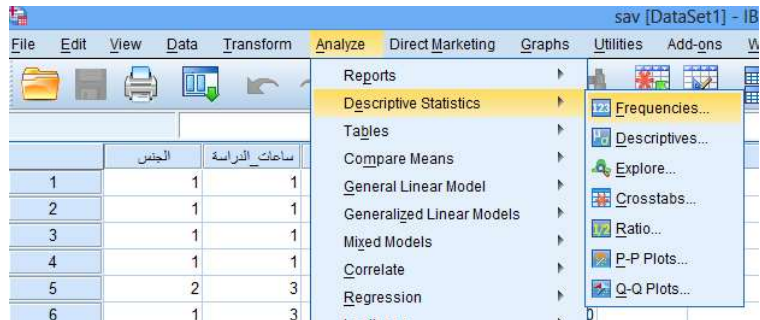 sav [DataSet1] - IB
File Edit View Data Transform Analyze Direct Marketing Graphs Utilities Add-ons W
Reports
Descriptive Statistics
Tables
Compare Means
General Linear Model
Generalized Linear Models
Mixed Models
Correlate
Regression
Frequencies...
Descriptives...
Explore...
Crosstabs...
Ratio...
P-P Plots...
Q-Q Plots...
الجنس ساعات_الدراسة
1 1 1
2 1 1
3 1 1
4 1 1
5 2 3
6 1 3